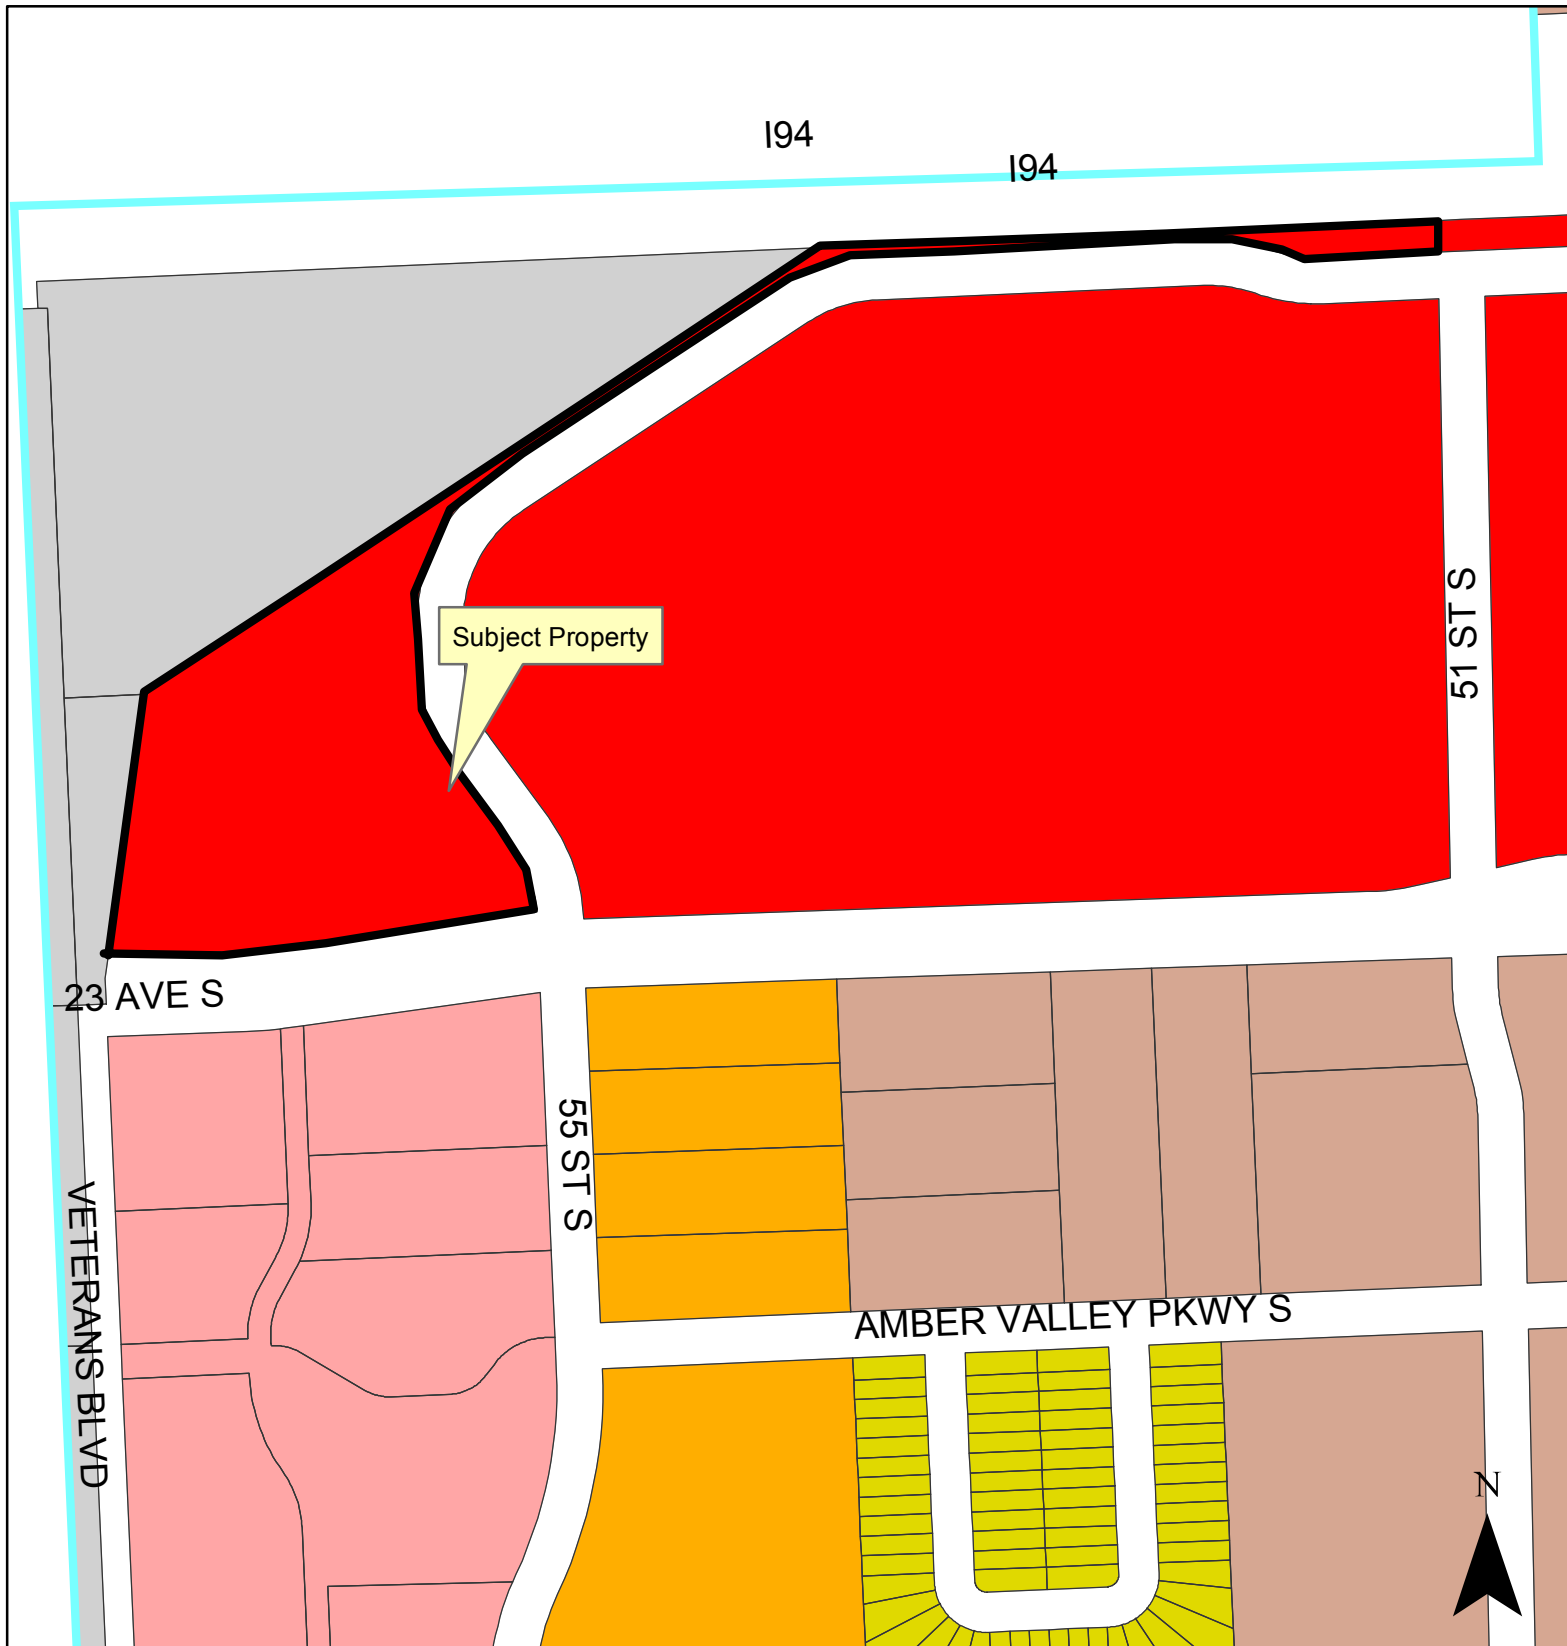 I94
I94
51 ST S
Subject Property
23 AVE S
55 ST S
VETERANS BLVD
AMBER VALLEY PKWY S
N